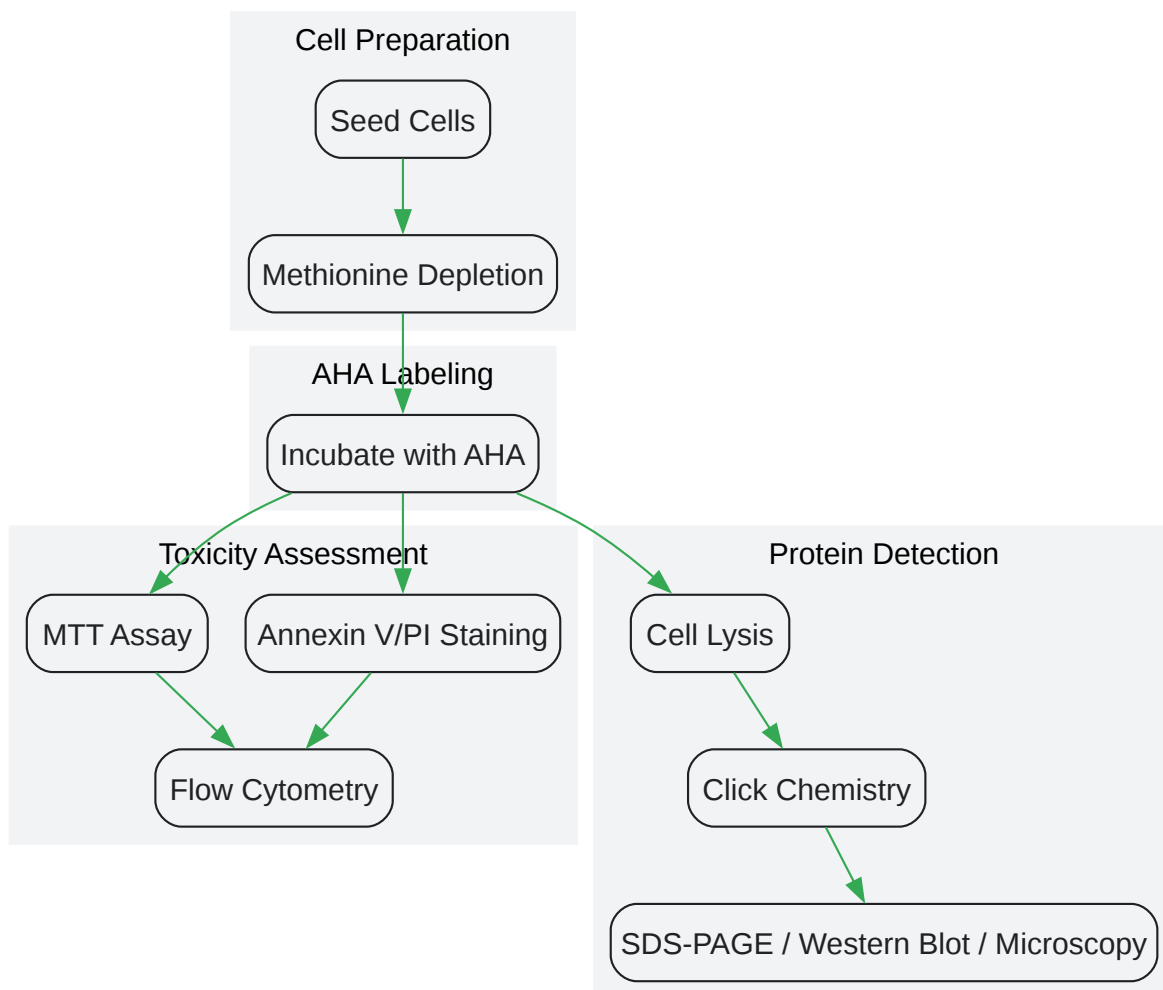 Cell Preparation
Seed Cells
Methionine Depletion
AHA Labeling
Incubate with AHA
Toxicity Assessment
MTT Assay
Annexin V/PI Staining
Flow Cytometry
Protein Detection
Cell Lysis
Click Chemistry
SDS-PAGE / Western Blot / Microscopy